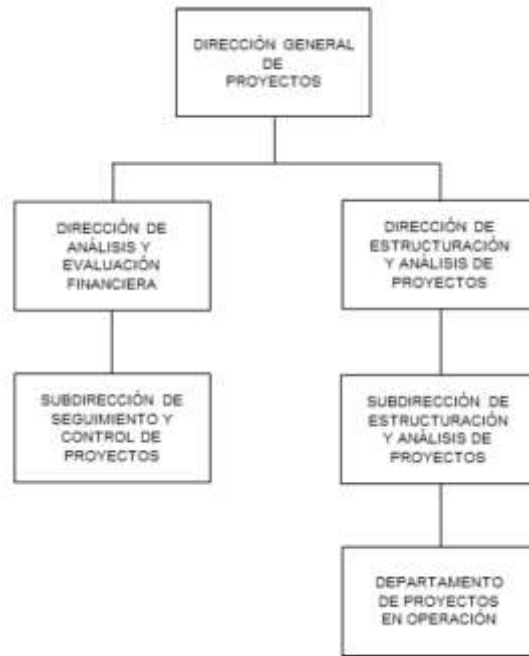 DIRECCIÓN GENERAL
DE
PROYECTOS
DIRECCIÓN DE
ANÁLISIS Y
EVALUACIÓN
FINANCIERA
DIRECCIÓN DE
ESTRUCTURACIÓN
Y ANÁLISIS DE
PROYECTOS
SUBDIRECCIÓN DE
SEGUIMIENTO Y
CONTROL DE
PROYECTOS
SUBDIRECCIÓN DE
ESTRUCTURACIÓN
Y ANÁLISIS DE
PROYECTOS
DEPARTAMENTO
DE PROYECTOS
EN OPERACIÓN